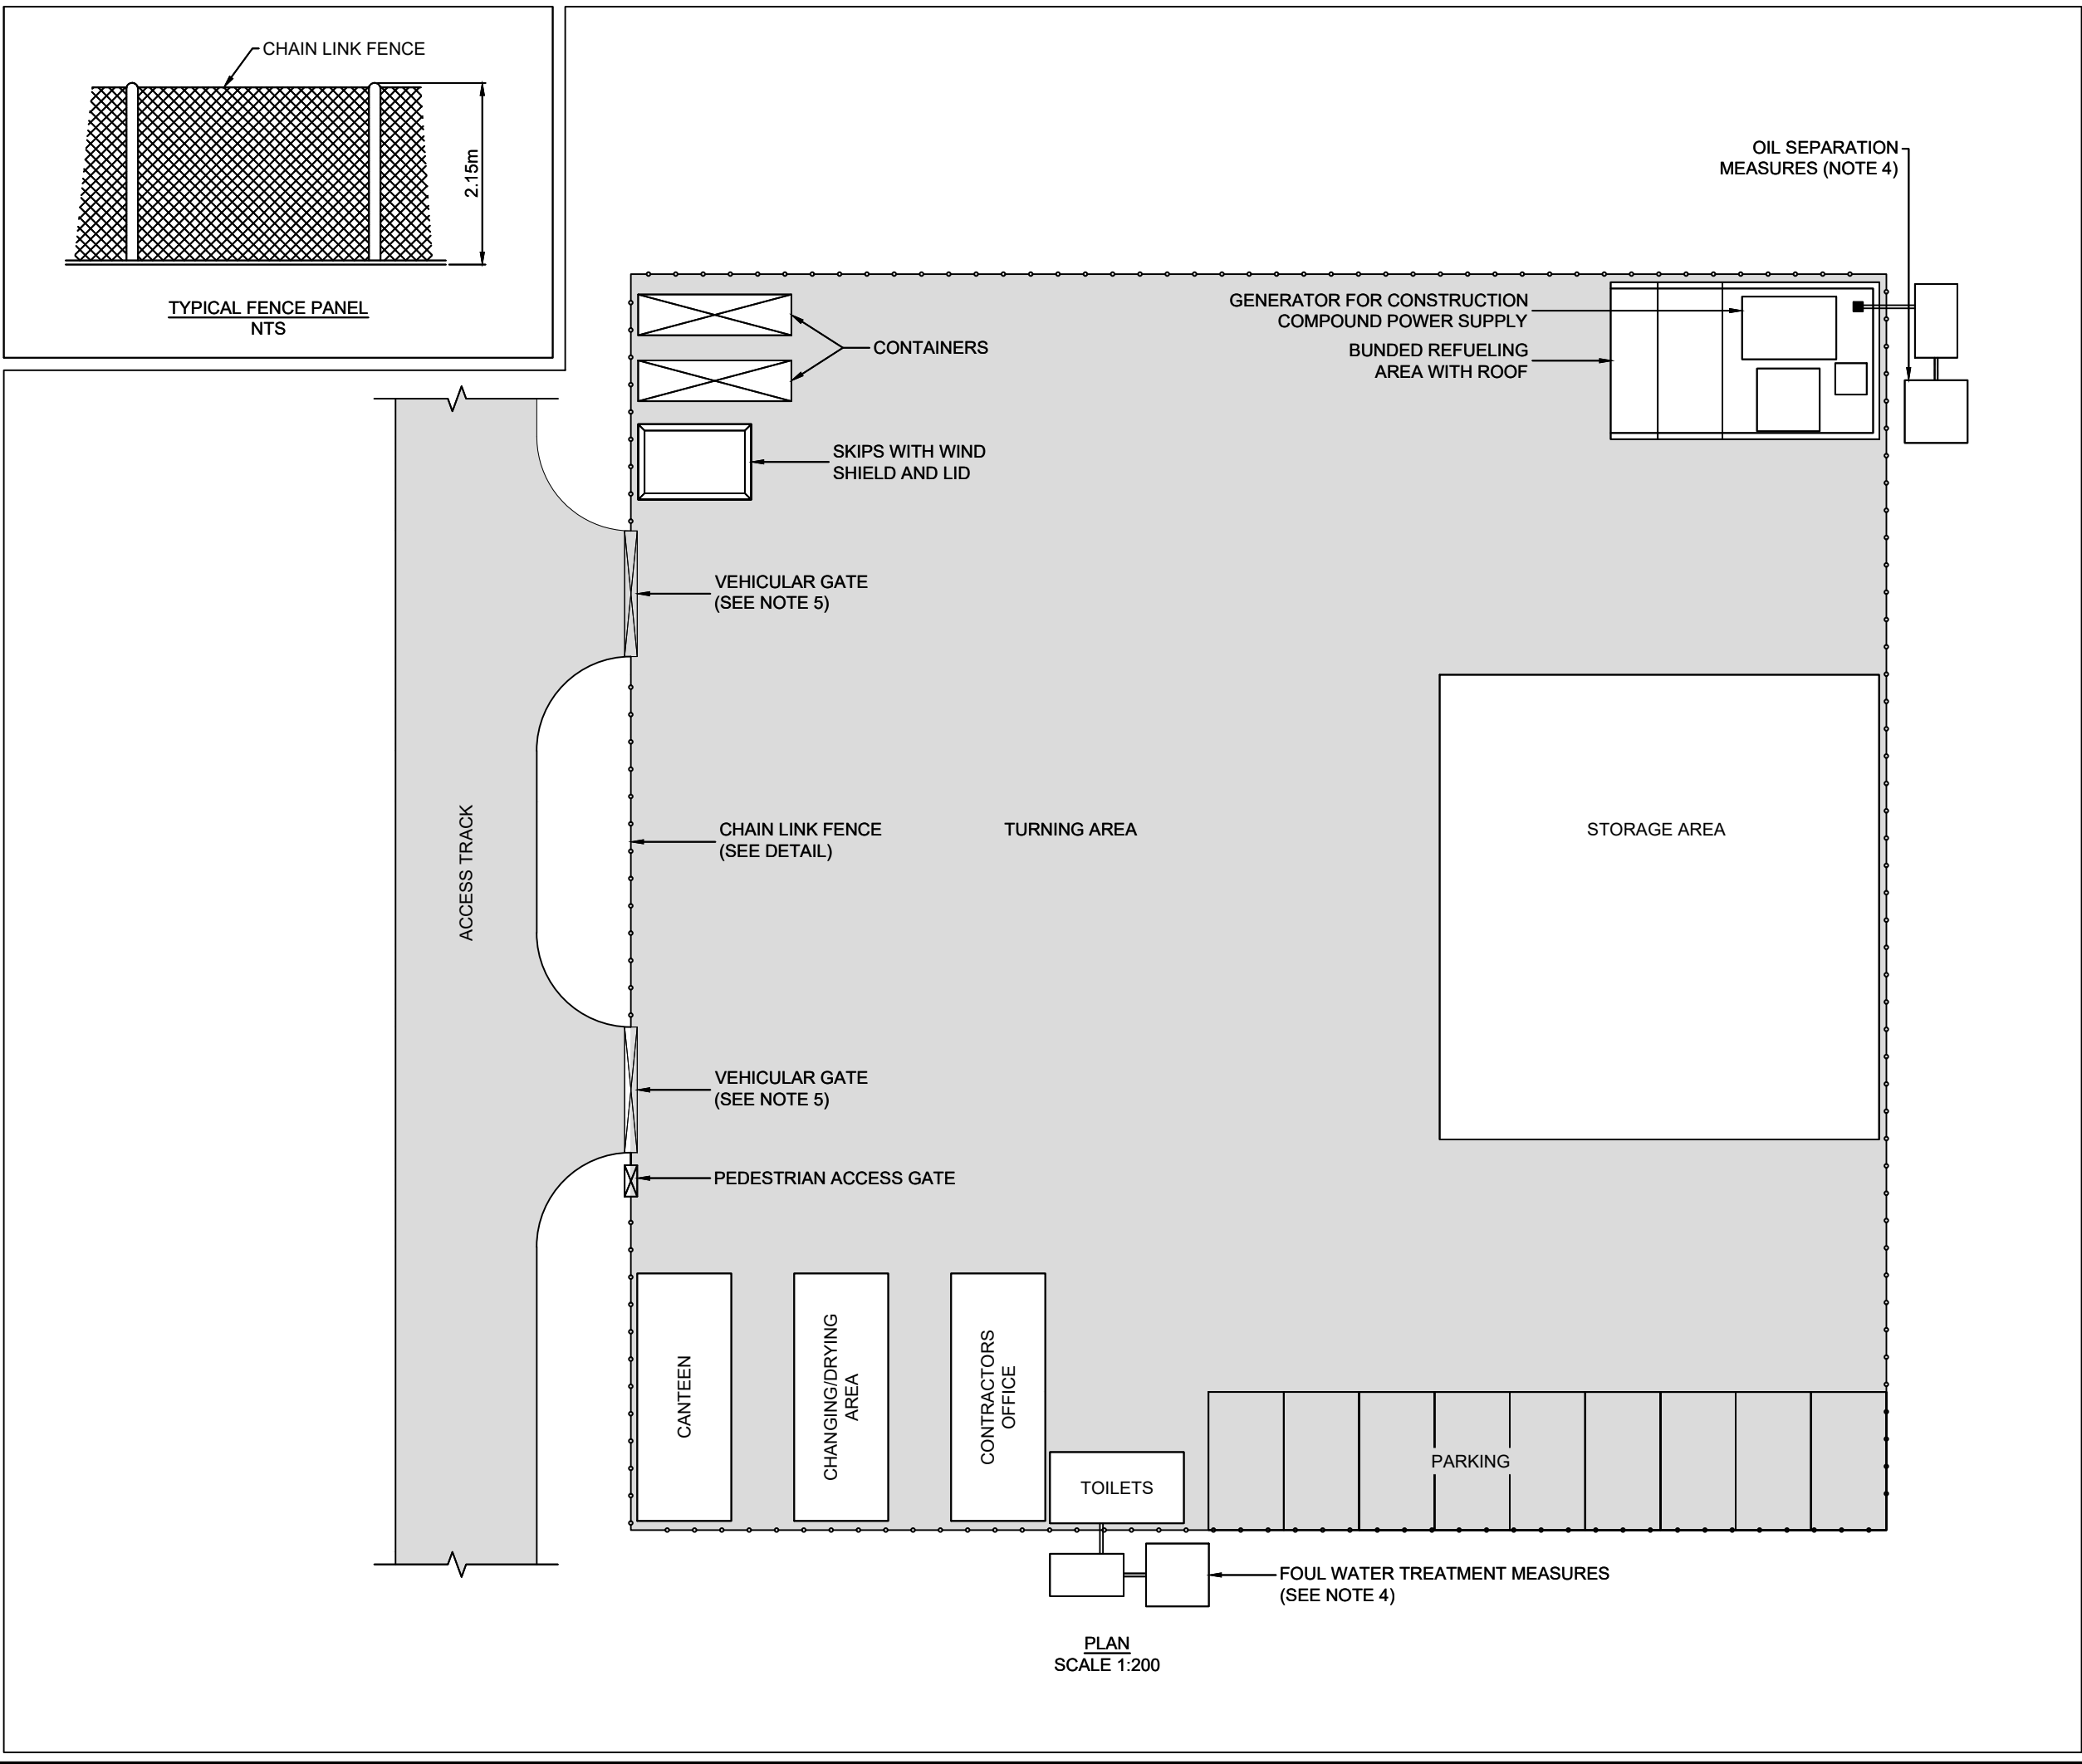 CHAIN LINK FENCE
2.15m
TYPICAL FENCE PANEL
NTS
OIL SEPARATION
MEASURES (NOTE 4)
GENERATOR FOR CONSTRUCTION
COMPOUND POWER SUPPLY
BUNDED REFUELING
AREA WITH ROOF
CONTAINERS
SKIPS WITH WIND
SHIELD AND LID
VEHICULAR GATE
(SEE NOTE 5)
ACCESS TRACK
CHAIN LINK FENCE
(SEE DETAIL)
TURNING AREA
STORAGE AREA
VEHICULAR GATE
(SEE NOTE 5)
PEDESTRIAN ACCESS GATE
CANTEEN
CHANGING/DRYING
AREA
CONTRACTORS
OFFICE
TOILETS
PARKING
FOUL WATER TREATMENT MEASURES
(SEE NOTE 4)
PLAN
SCALE 1:200